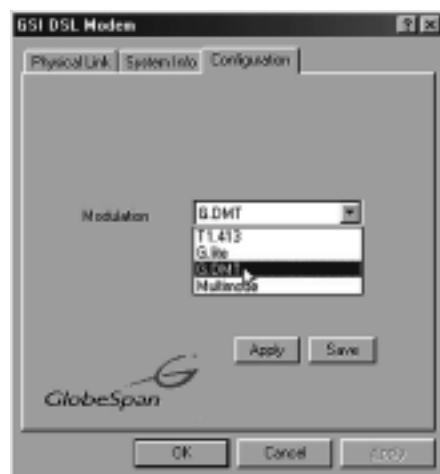 GSI DSL Modem
Physical Link System Info Configuration
Modulation G.DMT
T1.413
G.lite
G.DMT
Multimode
Apply Save
GlobeSpan
OK Cancel Apply